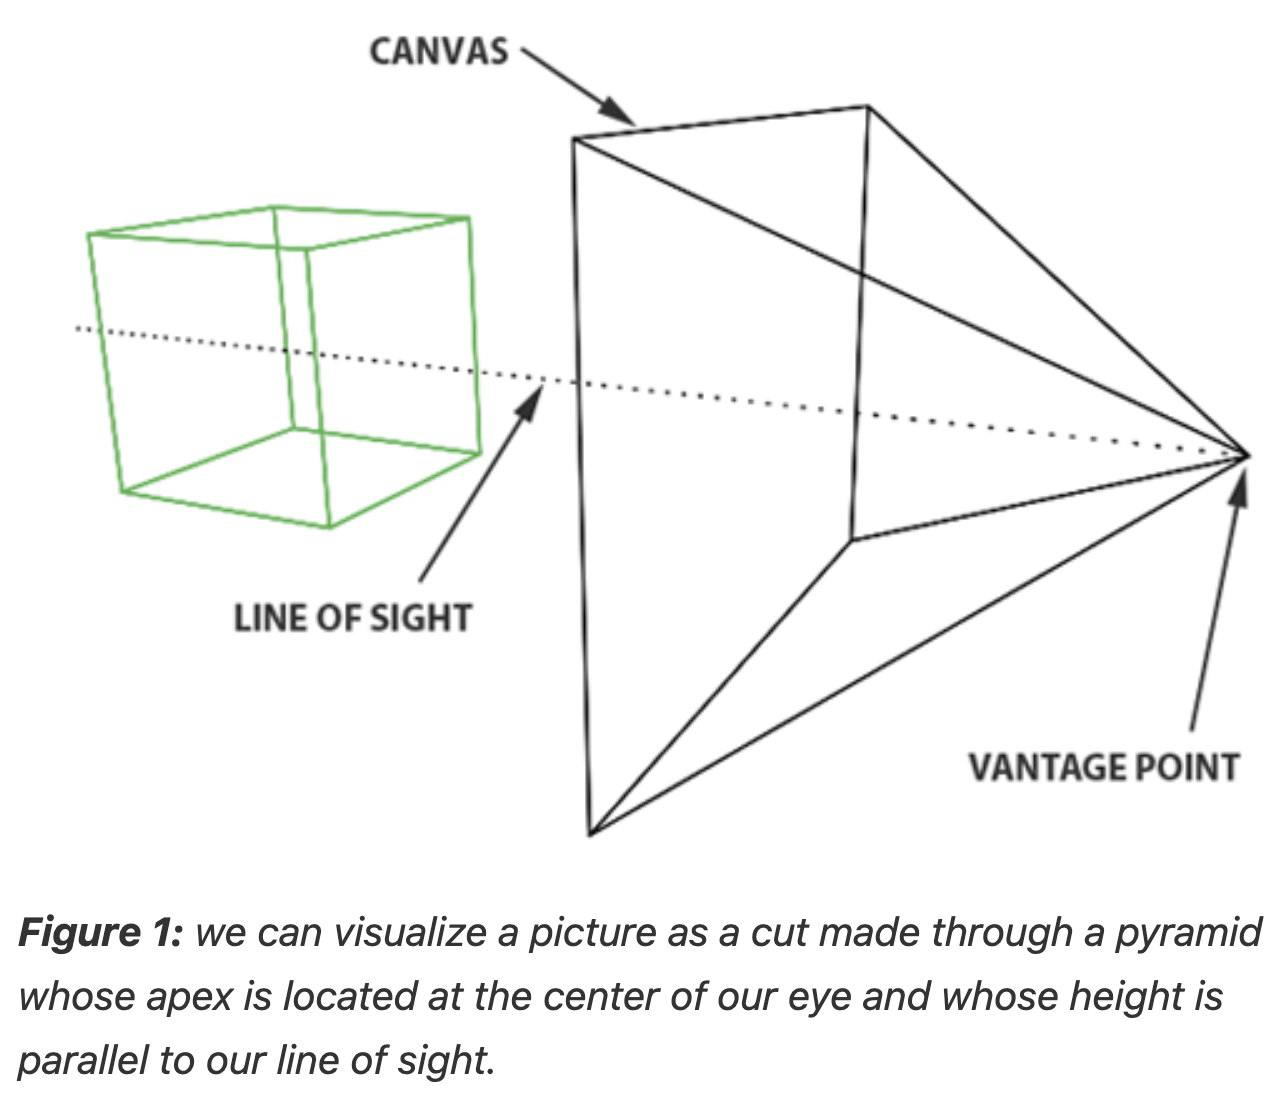 CANVAS
LINE OF SIGHT
VANTAGE POINT
Figure 1: we can visualize a picture as a cut made through a pyramid
whose apex is located at the center of our eye and whose height is
parallel to our line of sight.